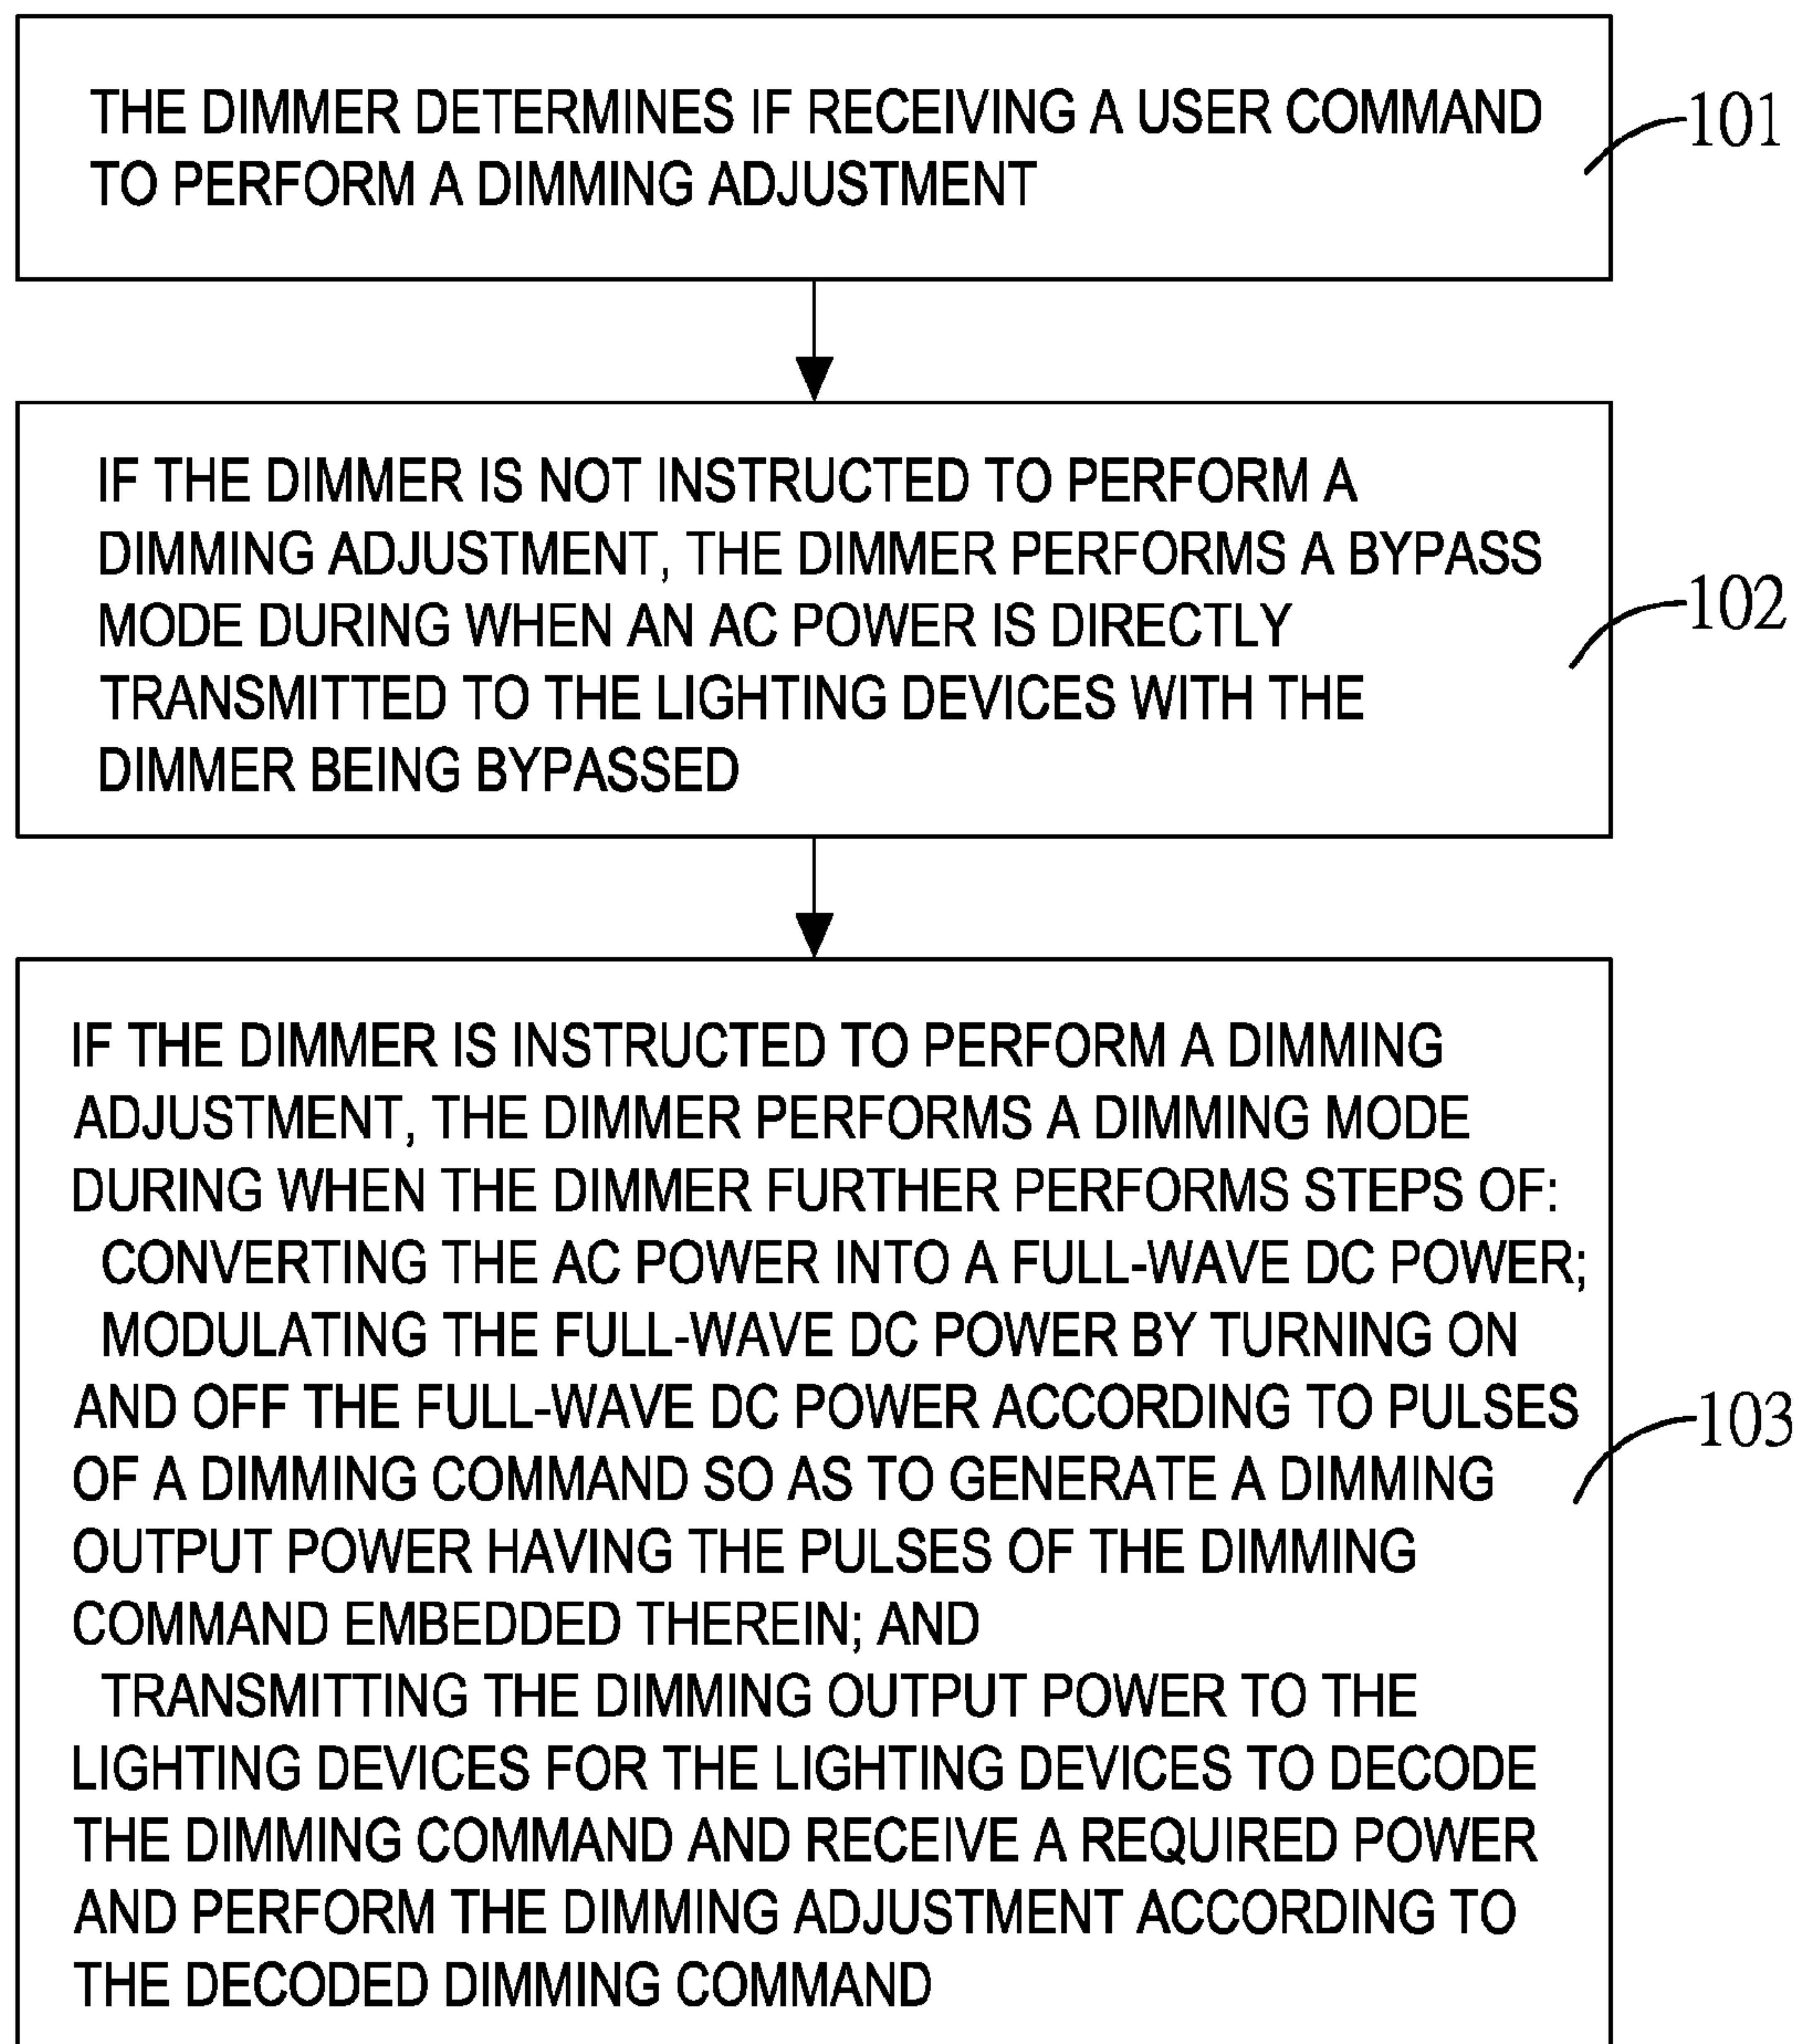 THE DIMMER DETERMINES IF RECEIVING A USER COMMAND
TO PERFORM A DIMMING ADJUSTMENT
101
IF THE DIMMER IS NOT INSTRUCTED TO PERFORM A
DIMMING ADJUSTMENT, THE DIMMER PERFORMS A BYPASS
MODE DURING WHEN AN AC POWER IS DIRECTLY
TRANSMITTED TO THE LIGHTING DEVICES WITH THE
DIMMER BEING BYPASSED
102
IF THE DIMMER IS INSTRUCTED TO PERFORM A DIMMING
ADJUSTMENT, THE DIMMER PERFORMS A DIMMING MODE
DURING WHEN THE DIMMER FURTHER PERFORMS STEPS OF:
CONVERTING THE AC POWER INTO A FULL-WAVE DC POWER;
MODULATING THE FULL-WAVE DC POWER BY TURNING ON
AND OFF THE FULL-WAVE DC POWER ACCORDING TO PULSES
OF A DIMMING COMMAND SO AS TO GENERATE A DIMMING
OUTPUT POWER HAVING THE PULSES OF THE DIMMING
COMMAND EMBEDDED THEREIN; AND
TRANSMITTING THE DIMMING OUTPUT POWER TO THE
LIGHTING DEVICES FOR THE LIGHTING DEVICES TO DECODE
THE DIMMING COMMAND AND RECEIVE A REQUIRED POWER
AND PERFORM THE DIMMING ADJUSTMENT ACCORDING TO
THE DECODED DIMMING COMMAND
103